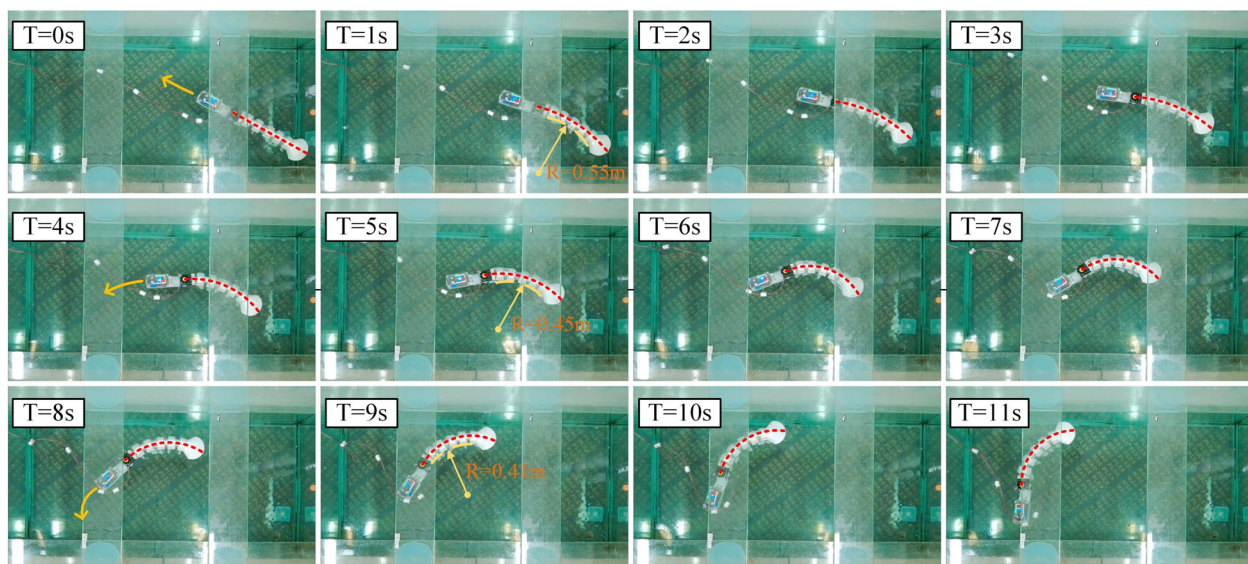 T=0s
T=1s
R=0.55m
T=2s
T=3s
T=4s
T=5s
R=0.45m
T=6s
T=7s
T=8s
T=9s
R=0.41m
T=10s
T=11s